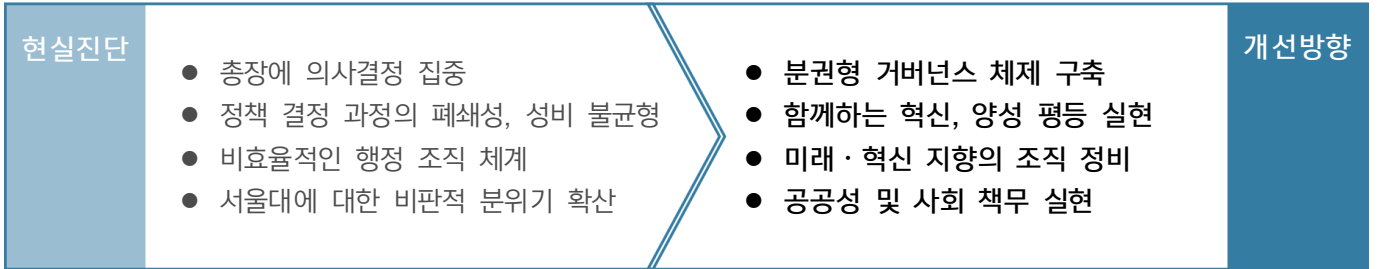 현실진단
● 총장에 의사결정 집중
● 정책 결정 과정의 폐쇄성, 성비 불균형
● 비효율적인 행정 조직 체계
● 서울대에 대한 비판적 분위기 확산
● 분권형 거버넌스 체제 구축
● 함께하는 혁신, 양성 평등 실현
● 미래 · 혁신 지향의 조직 정비
● 공공성 및 사회 책무 실현
개선방향